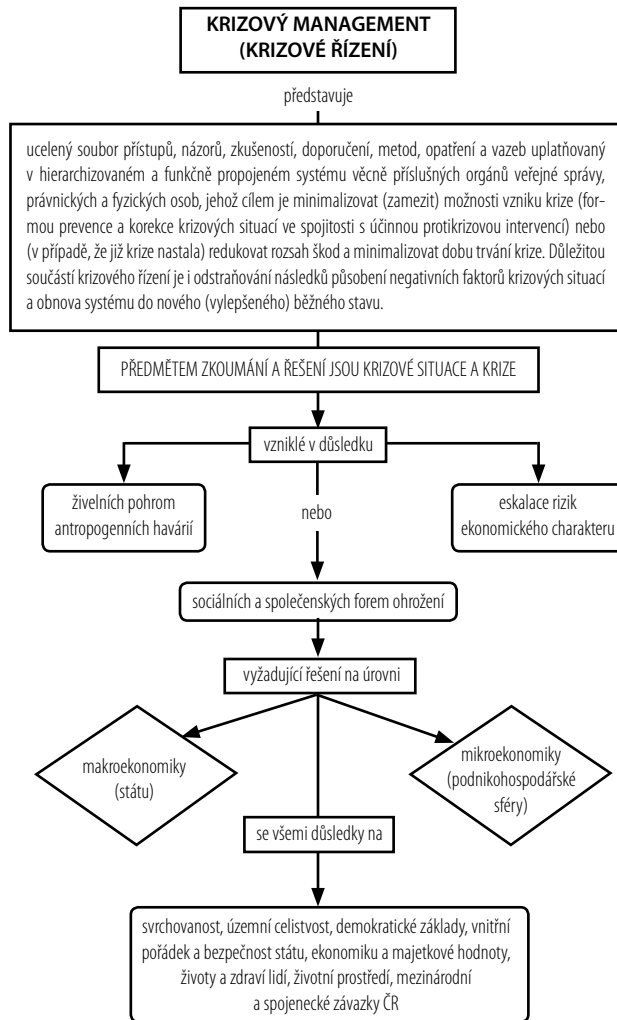 KRIZOVÝ MANAGEMENT
(KRIZOVÉ ŘÍZENÍ)
představuje
ucelený soubor přístupů, názorů, zkušeností, doporučení, metod, opatření a vazeb uplatňovaný
v hierarchizovaném a funkčně propojeném systému věcně příslušných orgánů veřejné správy,
právnických a fyzických osob, jehož cílem je minimalizovat (zamezit) možnosti vzniku krize (for-
mou prevence a korekce krizových situací ve spojitosti s účinnou protikrizovou intervencí) nebo
(v případě, že již krize nastala) redukovat rozsah škod a minimalizovat dobu trvání krize. Důležitou
součástí krizového řízení je i odstraňování následků působení negativních faktorů krizových situací
a obnova systému do nového (vylepšeného) běžného stavu.
PŘEDMĚTEM ZKOUMÁNÍ A ŘEŠENÍ JSOU KRIZOVÉ SITUACE A KRIZE
vzniklé v důsledku
živelních pohrom
antropogenních havárií
nebo
eskalace rizik
ekonomického charakteru
sociálních a společenských forem ohrožení
vyžadující řešení na úrovni
makroekonomiky
(státu)
mikroekonomiky
(podnikohospodářské
sféry)
se všemi důsledky na
svrchovanost, územní celistvost, demokratické základy, vnitřní
pořádek a bezpečnost státu, ekonomiku a majetkové hodnoty,
životy a zdraví lidí, životní prostředí, mezinárodní
a spojenecké závazky ČR